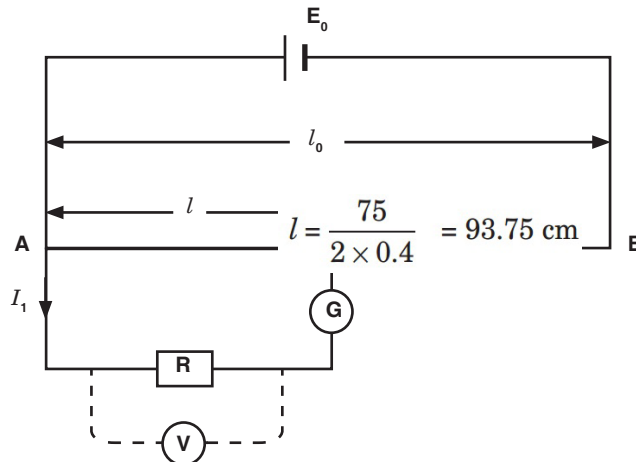 E₀
l₀
l
A
l = 75 / (2 × 0.4) = 93.75 cm
B
I₁
G
R
V